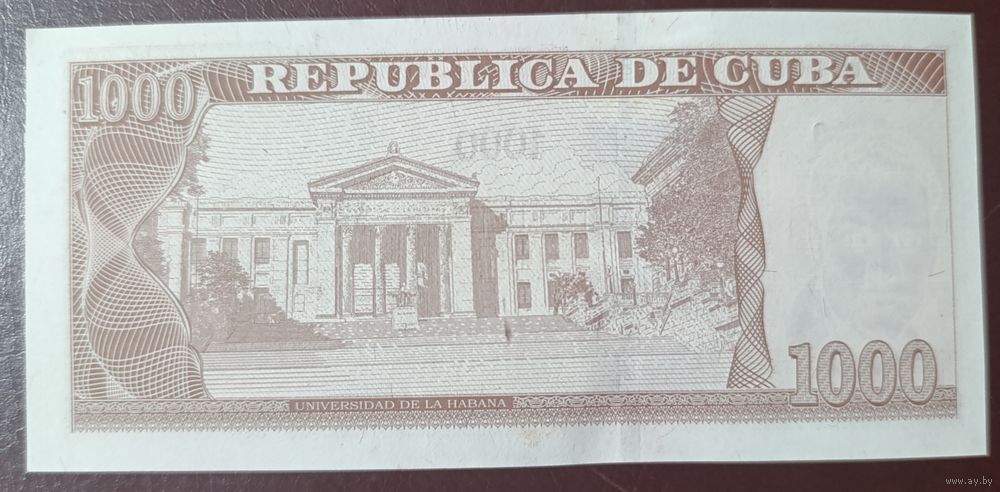 1000
REPUBLICA DE CUBA
1000
1000
UNIVERSIDAD DE LA HABANA
www.ay.by